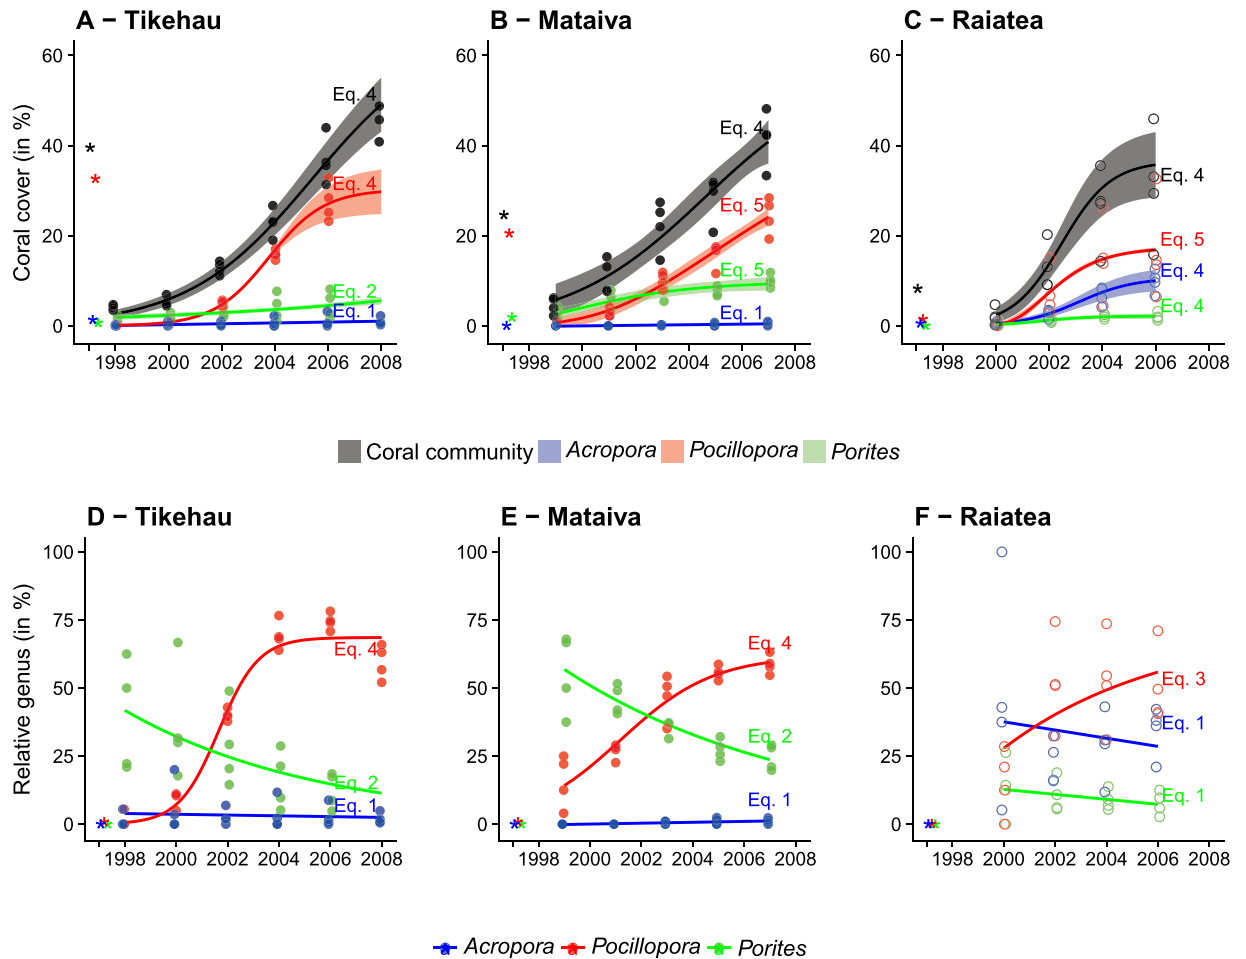 A − Tikehau
B − Mataiva
C − Raiatea
Coral cover (in %)
60
40
20
0
1998 2000 2002 2004 2006 2008
Eq. 4
Eq. 4
Eq. 2
Eq. 1
*
*
*
*
60
40
20
0
1998 2000 2002 2004 2006 2008
Eq. 4
Eq. 5
Eq. 5
Eq. 1
*
*
*
*
60
40
20
0
1998 2000 2002 2004 2006 2008
Eq. 4
Eq. 5
Eq. 4
Eq. 4
*
*
*
*
Coral community Acropora Pocillopora Porites
D − Tikehau
E − Mataiva
F − Raiatea
Relative genus (in %)
100
75
50
25
0
1998 2000 2002 2004 2006 2008
Eq. 4
Eq. 2
Eq. 1
* * *
100
75
50
25
0
1998 2000 2002 2004 2006 2008
Eq. 4
Eq. 2
Eq. 1
* * *
100
75
50
25
0
1998 2000 2002 2004 2006 2008
Eq. 3
Eq. 1
Eq. 1
* * *
Acropora Pocillopora Porites